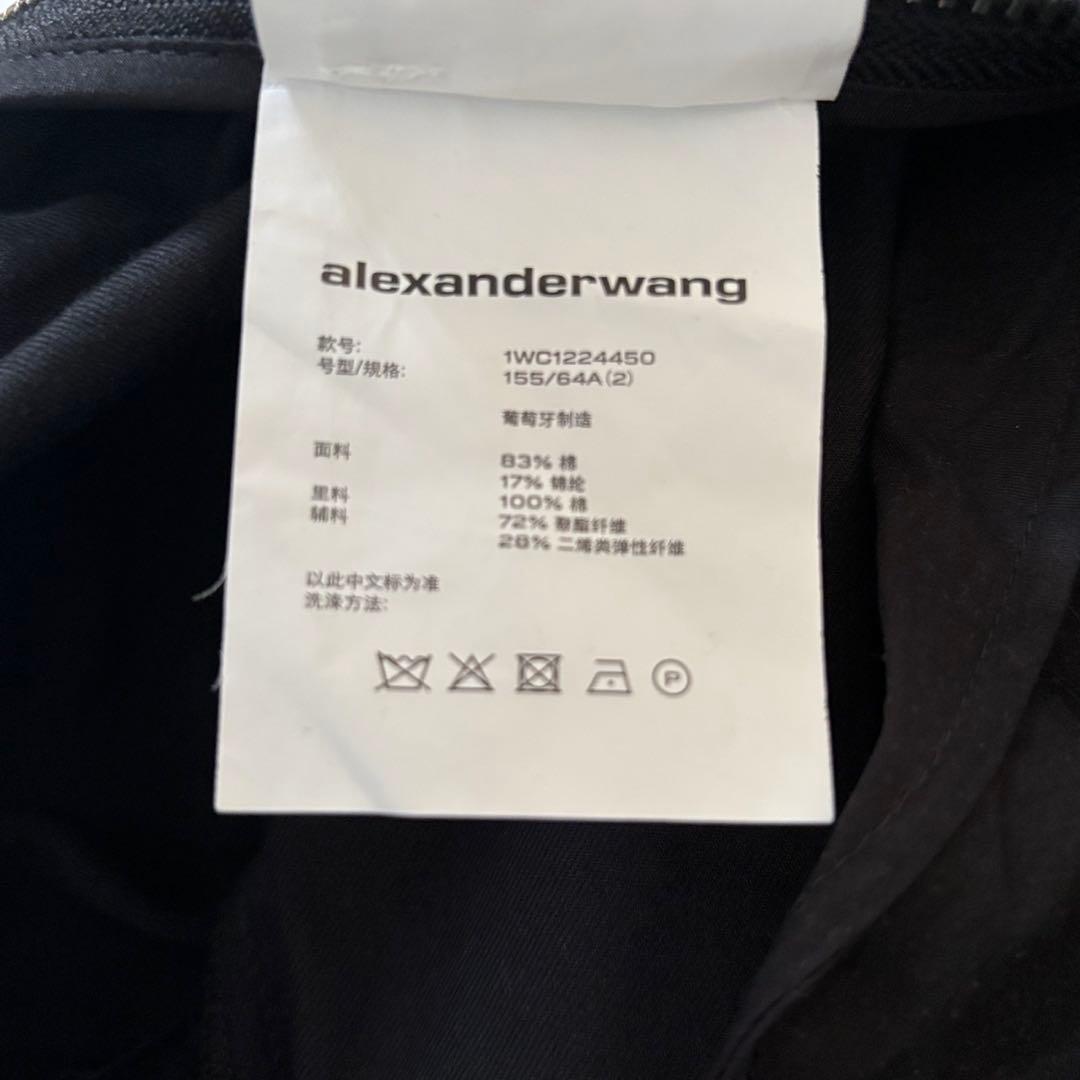 alexanderwang
款号: 1WC1224450
号型/规格: 155/64A(2)
葡萄牙制造
面料 83% 棉
17% 锦纶
里料 100% 棉
辅料 72% 聚酯纤维
28% 二烯类弹性纤维
以此中文标为准
洗涤方法:
P